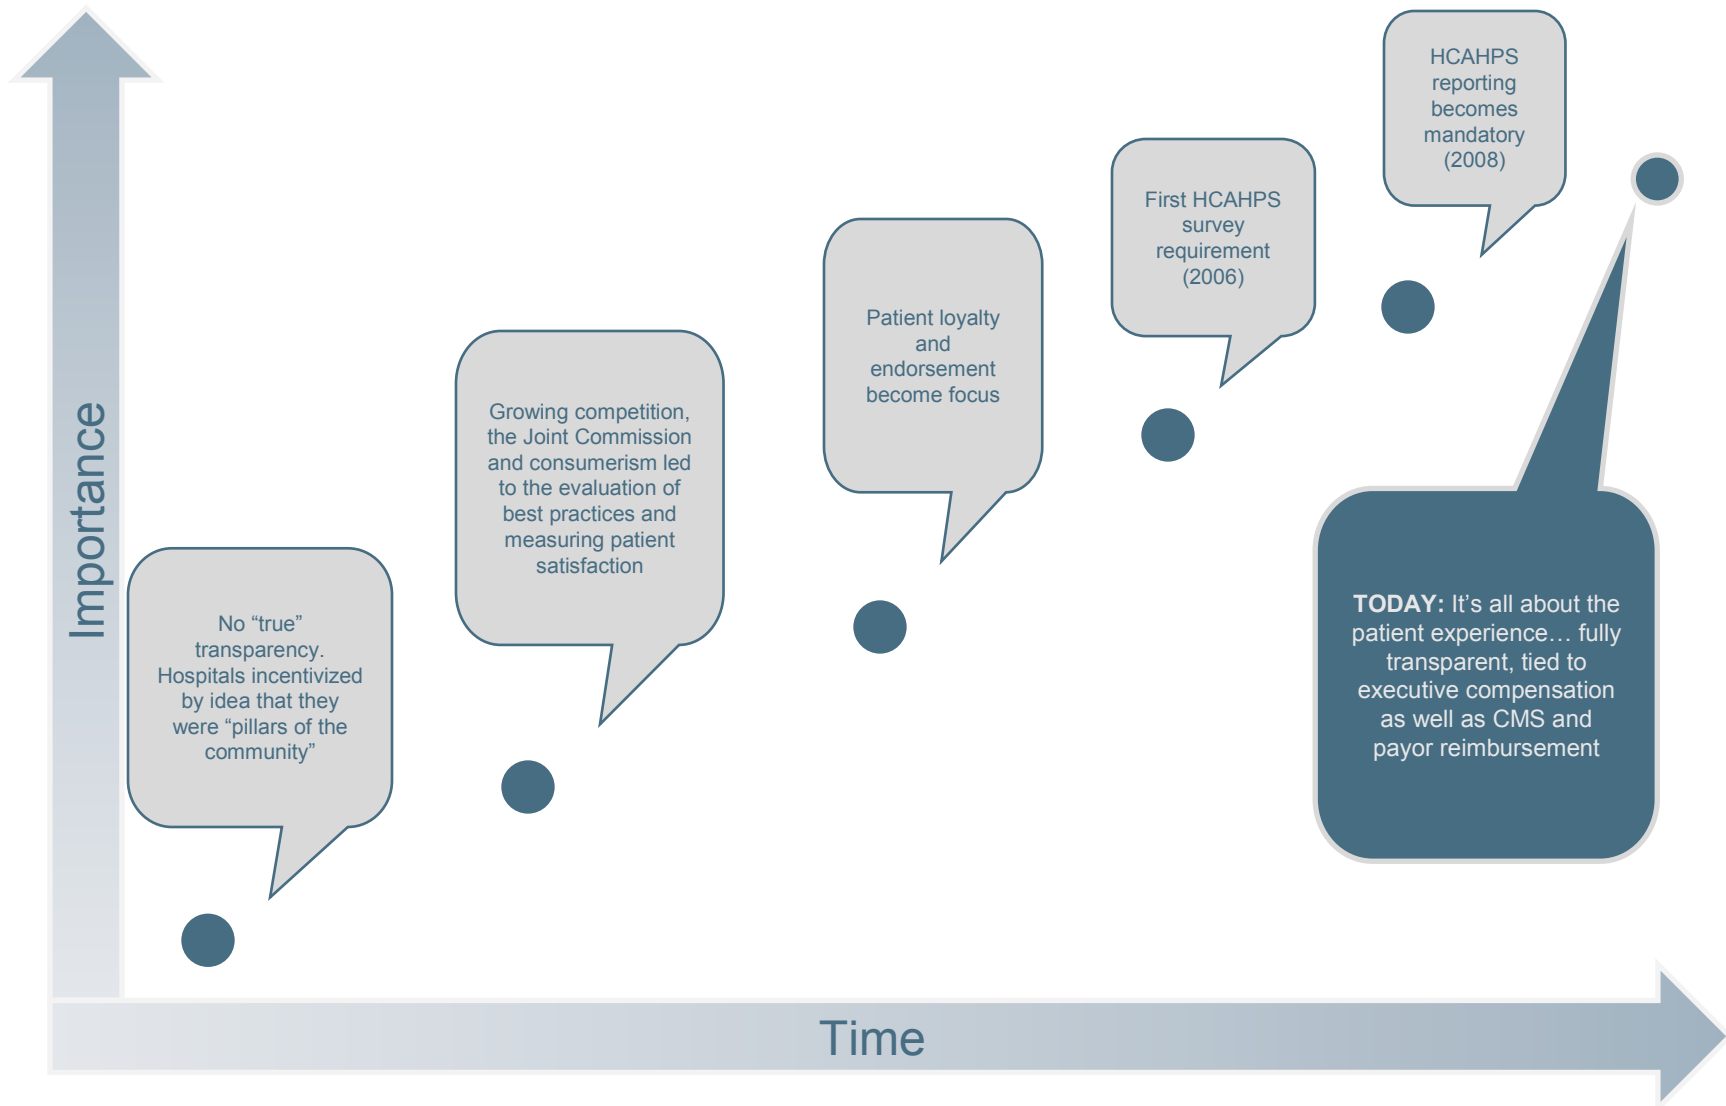 Importance
No “true”
transparency.
Hospitals incentivized
by idea that they
were “pillars of the
community”
Growing competition,
the Joint Commission
and consumerism led
to the evaluation of
best practices and
measuring patient
satisfaction
Patient loyalty
and
endorsement
become focus
First HCAHPS
survey
requirement
(2006)
HCAHPS
reporting
becomes
mandatory
(2008)
TODAY: It’s all about the
patient experience… fully
transparent, tied to
executive compensation
as well as CMS and
payor reimbursement
Time